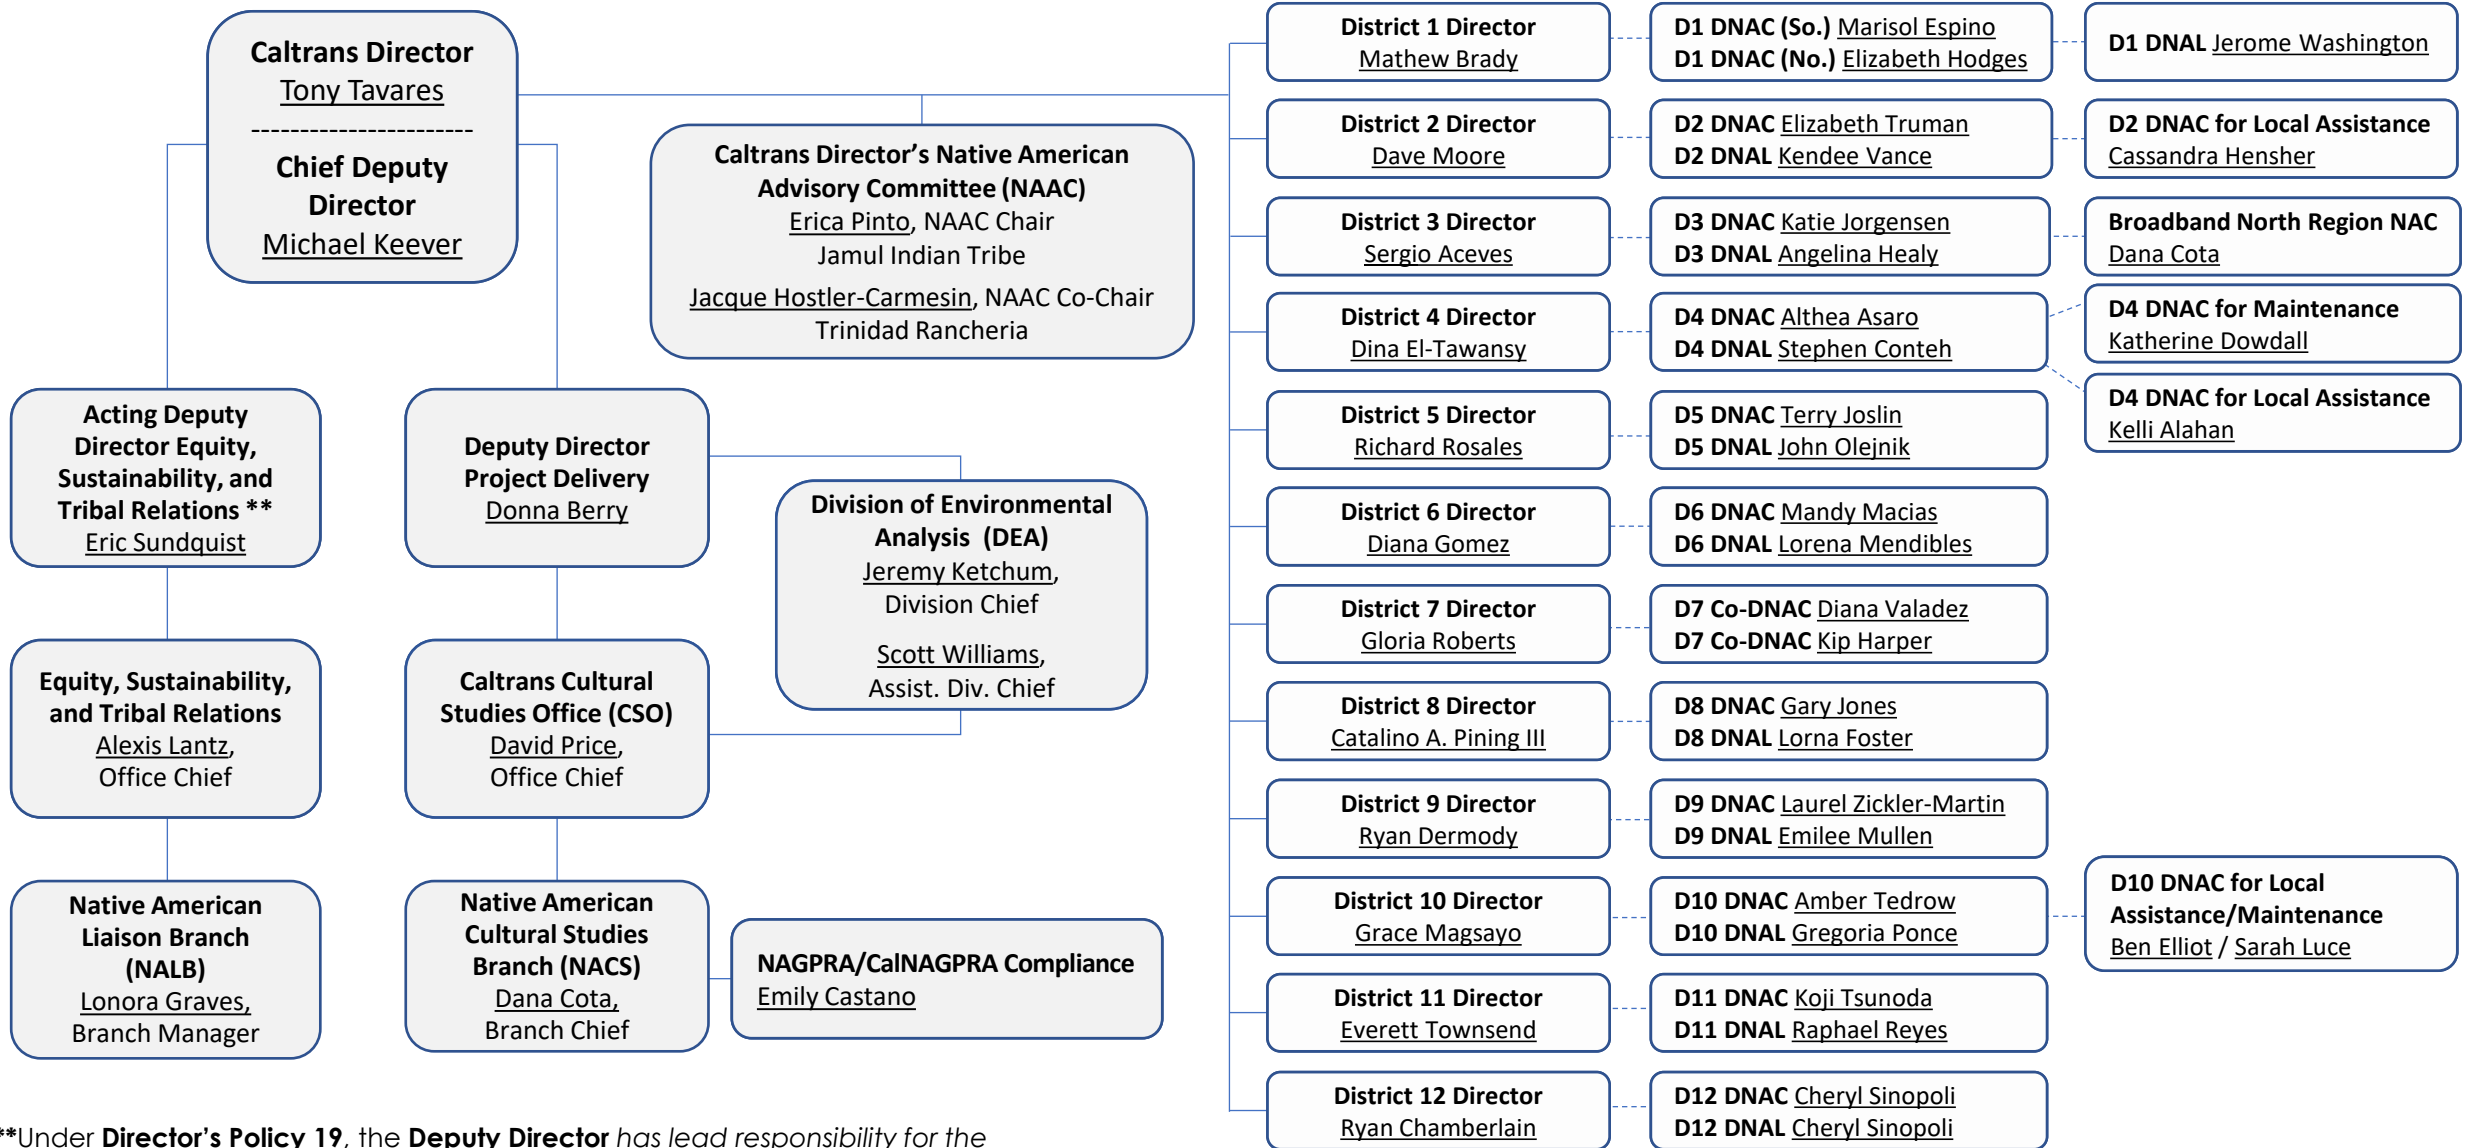 Caltrans Director
Tony Tavares
-----------------------
Chief Deputy
Director
Michael Keever
Caltrans Director’s Native American
Advisory Committee (NAAC)
Erica Pinto, NAAC Chair
Jamul Indian Tribe
Jacque Hostler-Carmesin, NAAC Co-Chair
Trinidad Rancheria
Acting Deputy
Director Equity,
Sustainability, and
Tribal Relations **
Eric Sundquist
Deputy Director
Project Delivery
Donna Berry
Division of Environmental
Analysis (DEA)
Jeremy Ketchum,
Division Chief
Scott Williams,
Assist. Div. Chief
Equity, Sustainability,
and Tribal Relations
Alexis Lantz,
Office Chief
Caltrans Cultural
Studies Office (CSO)
David Price,
Office Chief
Native American
Liaison Branch
(NALB)
Lonora Graves,
Branch Manager
Native American
Cultural Studies
Branch (NACS)
Dana Cota,
Branch Chief
NAGPRA/CalNAGPRA Compliance
Emily Castano
District 1 Director
Mathew Brady
D1 DNAC (So.) Marisol Espino
D1 DNAC (No.) Elizabeth Hodges
D1 DNAL Jerome Washington
District 2 Director
Dave Moore
D2 DNAC Elizabeth Truman
D2 DNAL Kendee Vance
D2 DNAC for Local Assistance
Cassandra Hensher
District 3 Director
Sergio Aceves
D3 DNAC Katie Jorgensen
D3 DNAL Angelina Healy
Broadband North Region NAC
Dana Cota
District 4 Director
Dina El-Tawansy
D4 DNAC Althea Asaro
D4 DNAL Stephen Conteh
D4 DNAC for Maintenance
Katherine Dowdall
D4 DNAC for Local Assistance
Kelli Alahan
District 5 Director
Richard Rosales
D5 DNAC Terry Joslin
D5 DNAL John Olejnik
District 6 Director
Diana Gomez
D6 DNAC Mandy Macias
D6 DNAL Lorena Mendibles
District 7 Director
Gloria Roberts
D7 Co-DNAC Diana Valadez
D7 Co-DNAC Kip Harper
District 8 Director
Catalino A. Pining III
D8 DNAC Gary Jones
D8 DNAL Lorna Foster
District 9 Director
Ryan Dermody
D9 DNAC Laurel Zickler-Martin
D9 DNAL Emilee Mullen
District 10 Director
Grace Magsayo
D10 DNAC Amber Tedrow
D10 DNAL Gregoria Ponce
D10 DNAC for Local
Assistance/Maintenance
Ben Elliot / Sarah Luce
District 11 Director
Everett Townsend
D11 DNAC Koji Tsunoda
D11 DNAL Raphael Reyes
District 12 Director
Ryan Chamberlain
D12 DNAC Cheryl Sinopoli
D12 DNAL Cheryl Sinopoli
**Under Director’s Policy 19, the Deputy Director has lead responsibility for the